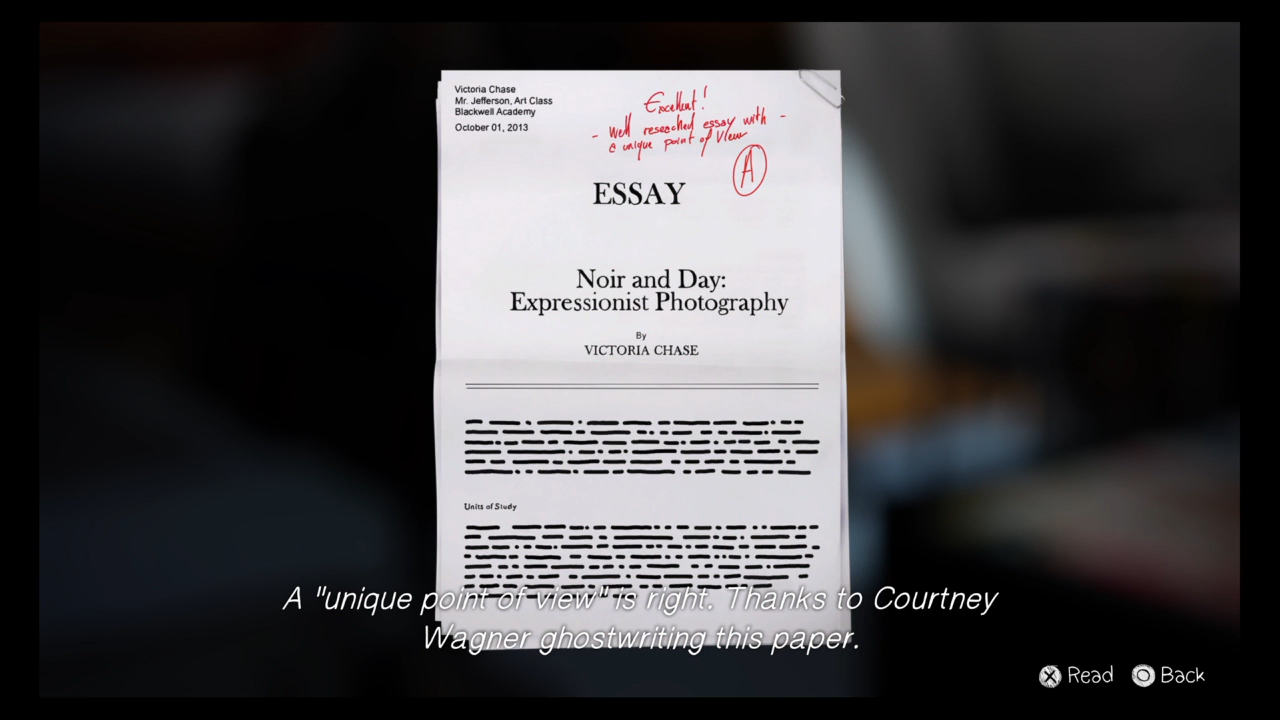 Victoria Chase
Mr. Jefferson, Art Class
Blackwell Academy
October 01, 2013
Excellent!
- Well reseached essay with -
a unique point of View
A
ESSAY
Noir and Day:
Expressionist Photography
By
VICTORIA CHASE
Units of Study
A "unique point of view" is right. Thanks to Courtney
Wagner ghostwriting this paper.
Read Back